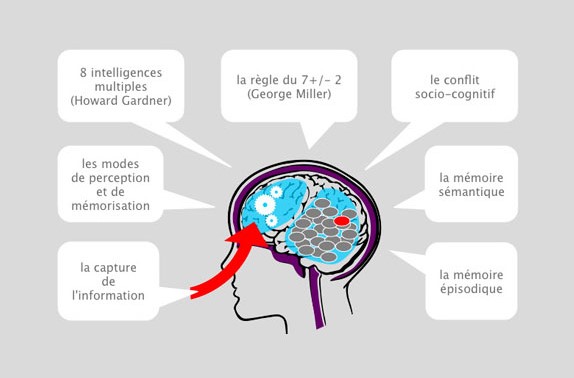 8 intelligences
multiples
(Howard Gardner)
la règle du 7+/- 2
(George Miller)
le conflit
socio-cognitif
les modes
de perception
et de
mémorisation
la mémoire
sémantique
la capture
de
l'information
la mémoire
épisodique